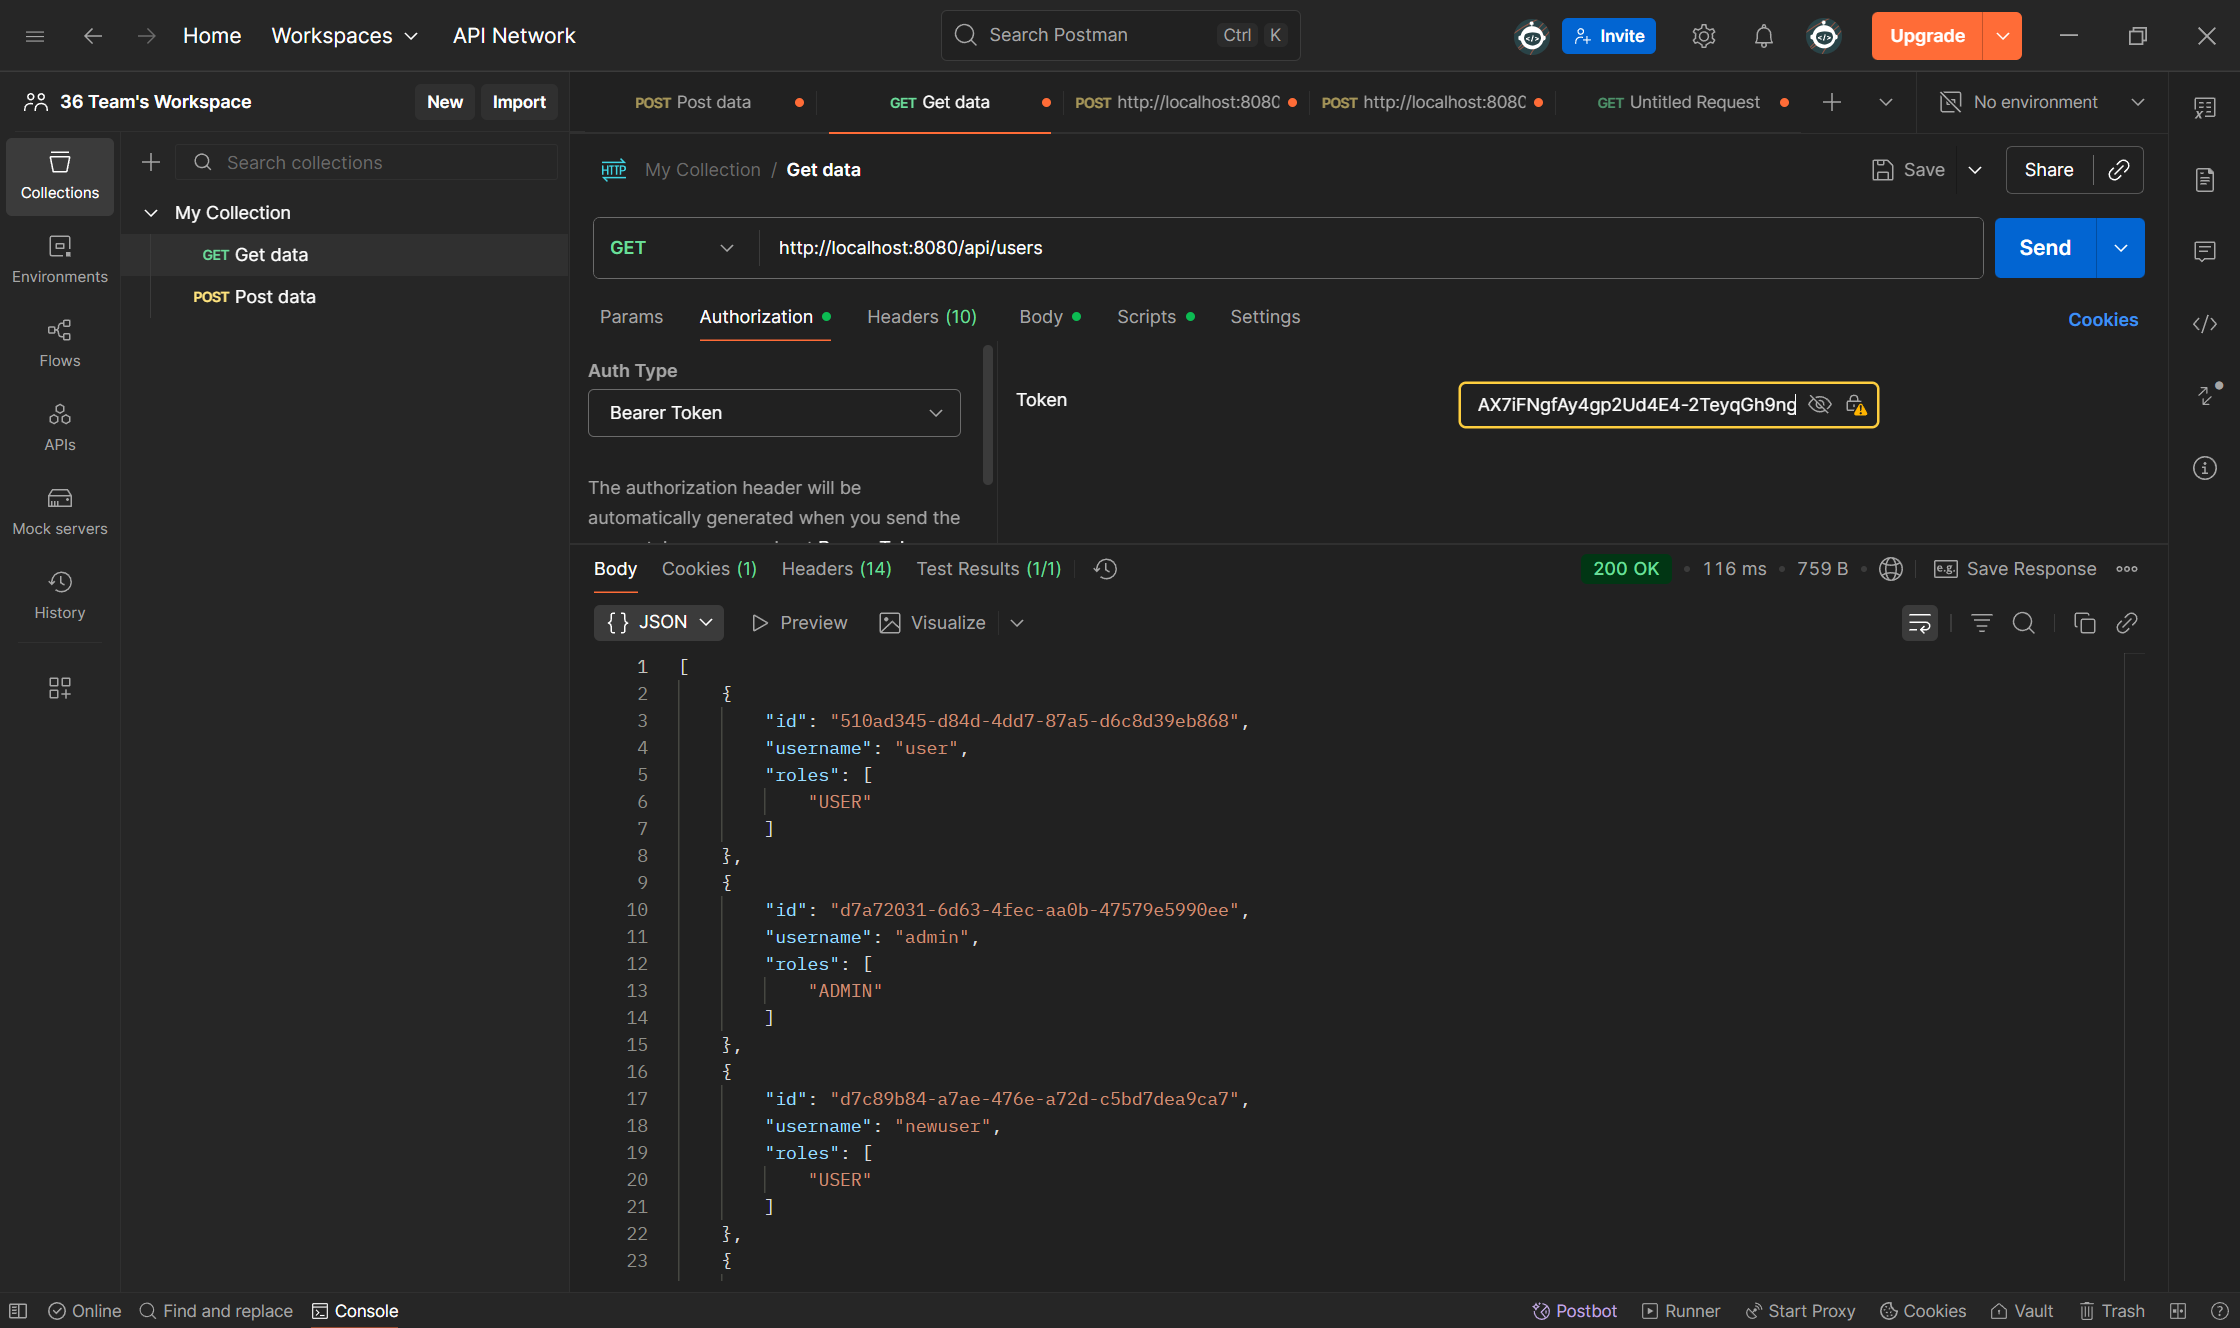 Home Workspaces API Network Search Postman Ctrl K Invite Upgrade
36 Team's Workspace New Import
POST Post data GET Get data POST http://localhost:8080 POST http://localhost:8080 GET Untitled Request No environment
Collections
Environments
Flows
APIs
Mock servers
History
Search collections
My Collection
GET Get data
POST Post data
HTTP My Collection / Get data Save Share
GET http://localhost:8080/api/users Send
Params Authorization Headers (10) Body Scripts Settings Cookies
Auth Type
Bearer Token
The authorization header will be
automatically generated when you send the
Token AX7iFNgfAy4gp2Ud4E4-2TeyqGh9ng
Body Cookies (1) Headers (14) Test Results (1/1) 200 OK • 116 ms • 759 B e.g. Save Response
{} JSON Preview Visualize
1 [
2 {
3 "id": "510ad345-d84d-4dd7-87a5-d6c8d39eb868",
4 "username": "user",
5 "roles": [
6 "USER"
7 ]
8 },
9 {
10 "id": "d7a72031-6d63-4fec-aa0b-47579e5990ee",
11 "username": "admin",
12 "roles": [
13 "ADMIN"
14 ]
15 },
16 {
17 "id": "d7c89b84-a7ae-476e-a72d-c5bd7dea9ca7",
18 "username": "newuser",
19 "roles": [
20 "USER"
21 ]
22 },
23 {
Online Find and replace Console Postbot Runner Start Proxy Cookies Vault Trash